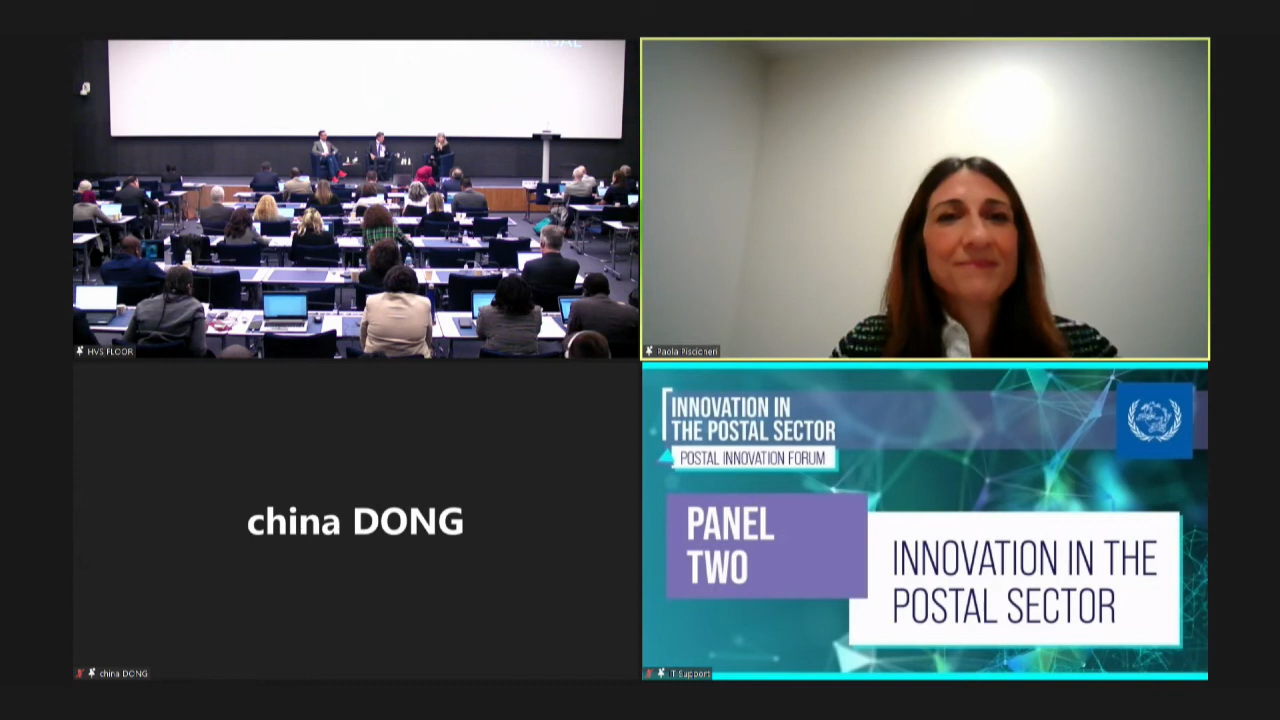 HVS FLOOR
Paola Piscioneri
china DONG
china DONG
INNOVATION IN
THE POSTAL SECTOR
POSTAL INNOVATION FORUM
PANEL
TWO
INNOVATION IN THE
POSTAL SECTOR
IT Support